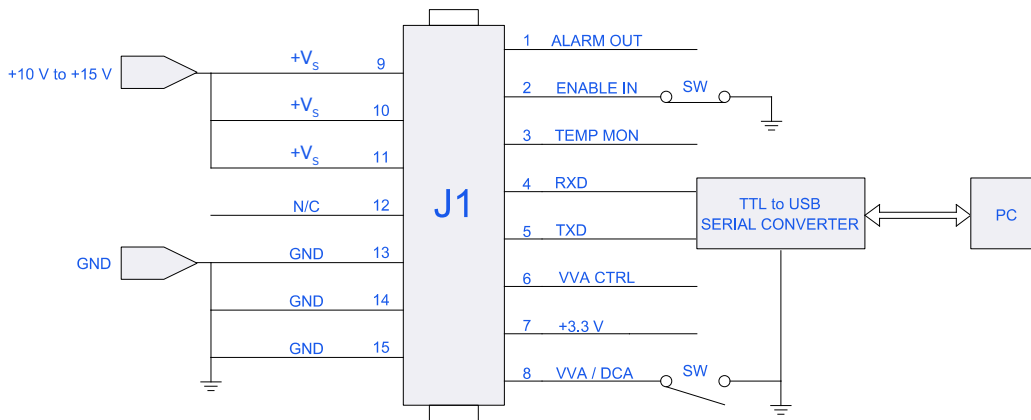 +10 V to +15 V
+Vs 9
+Vs 10
+Vs 11
N/C 12
GND
GND 13
GND 14
GND 15
J1
1 ALARM OUT
2 ENABLE IN SW
3 TEMP MON
4 RXD
5 TXD
6 VVA CTRL
7 +3.3 V
8 VVA / DCA SW
TTL to USB
SERIAL CONVERTER
PC